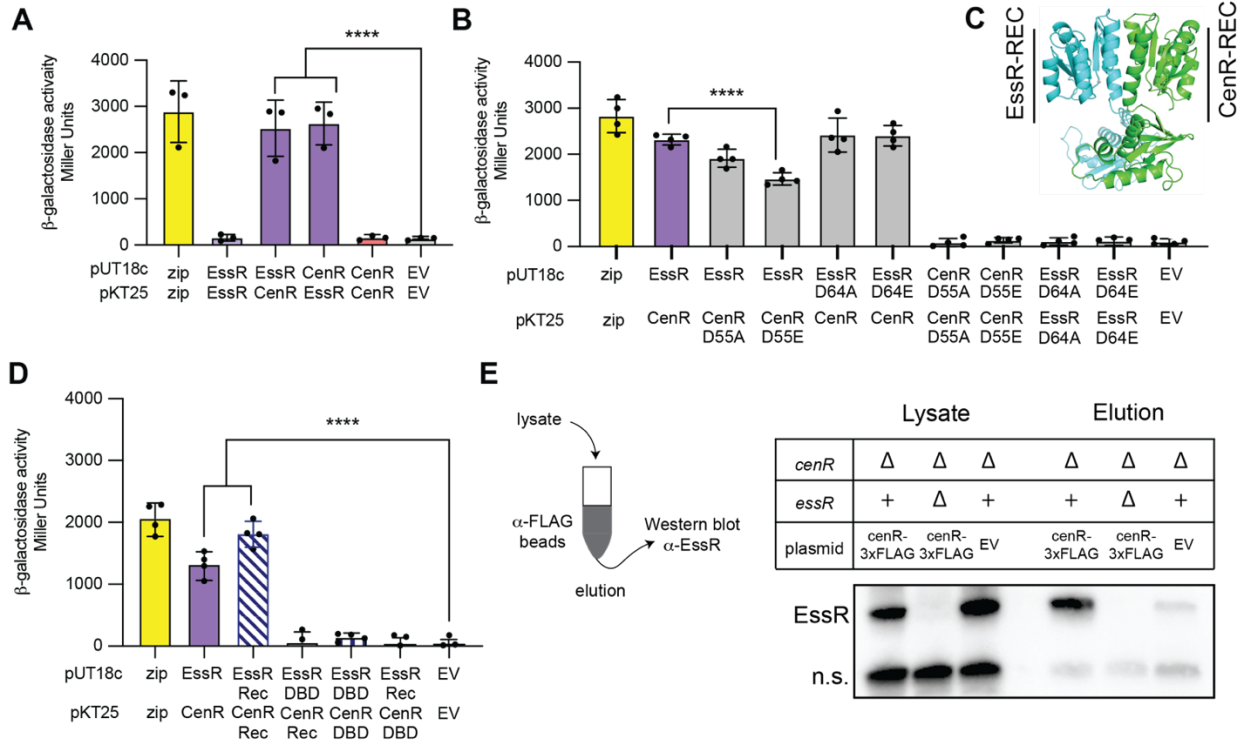 A
β-galactosidase activity
Miller Units
4000
3000
2000
1000
0
****
pUT18c zip EssR EssR CenR CenR EV
pKT25 zip EssR CenR EssR CenR EV
B
β-galactosidase activity
Miller Units
4000
3000
2000
1000
0
****
pUT18c zip EssR EssR EssR EssR D64A EssR D64E CenR D55A CenR D55E EssR D64A EssR D64E EV
pKT25 zip CenR CenR D55A CenR D55E CenR CenR CenR D55A CenR D55E EssR D64A EssR D64E EV
C
EssR-REC
CenR-REC
D
β-galactosidase activity
Miller Units
4000
3000
2000
1000
0
****
pUT18c zip EssR EssR Rec EssR DBD EssR DBD EssR Rec EV
pKT25 zip CenR CenR Rec CenR Rec CenR DBD CenR DBD EV
E
lysate
α-FLAG
beads
Western blot
α-EssR
elution
Lysate Elution
cenR Δ Δ Δ Δ Δ Δ
essR + Δ + + Δ +
plasmid cenR-3xFLAG cenR-3xFLAG EV cenR-3xFLAG cenR-3xFLAG EV
EssR
n.s.